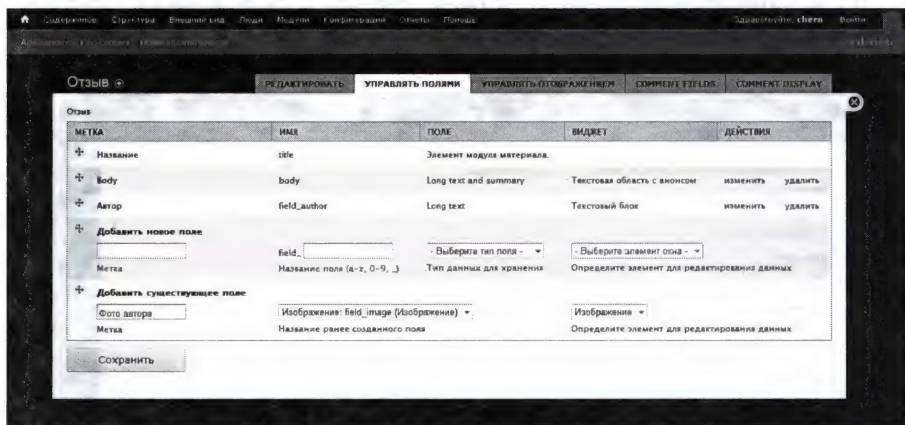 Содержимое Структура Внешний вид Люди Модули Конфигурация Отчеты Помощь Здравствуйте, chern Выйти
Отзыв
РЕДАКТИРОВАТЬ УПРАВЛЯТЬ ПОЛЯМИ УПРАВЛЯТЬ ОТОБРАЖЕНИЕМ COMMENT FIELDS COMMENT DISPLAY
Отзыв
МЕТКА ИМЯ ПОЛЕ ВИДЖЕТ ДЕЙСТВИЯ
Название title Элемент модуля материала.
Body body Long text and summary Текстовая область с анонсом изменить удалить
Автор field_author Long text Текстовый блок изменить удалить
Добавить новое поле
field_ - Выберите тип поля - - Выберите элемент окна -
Метка Название поля (a-z, 0-9, _) Тип данных для хранения Определите элемент для редактирования данных
Добавить существующее поле
Фото автора Изображение: field_image (Изображение) Изображение
Метка Название ранее созданного поля Определите элемент для редактирования данных
Сохранить